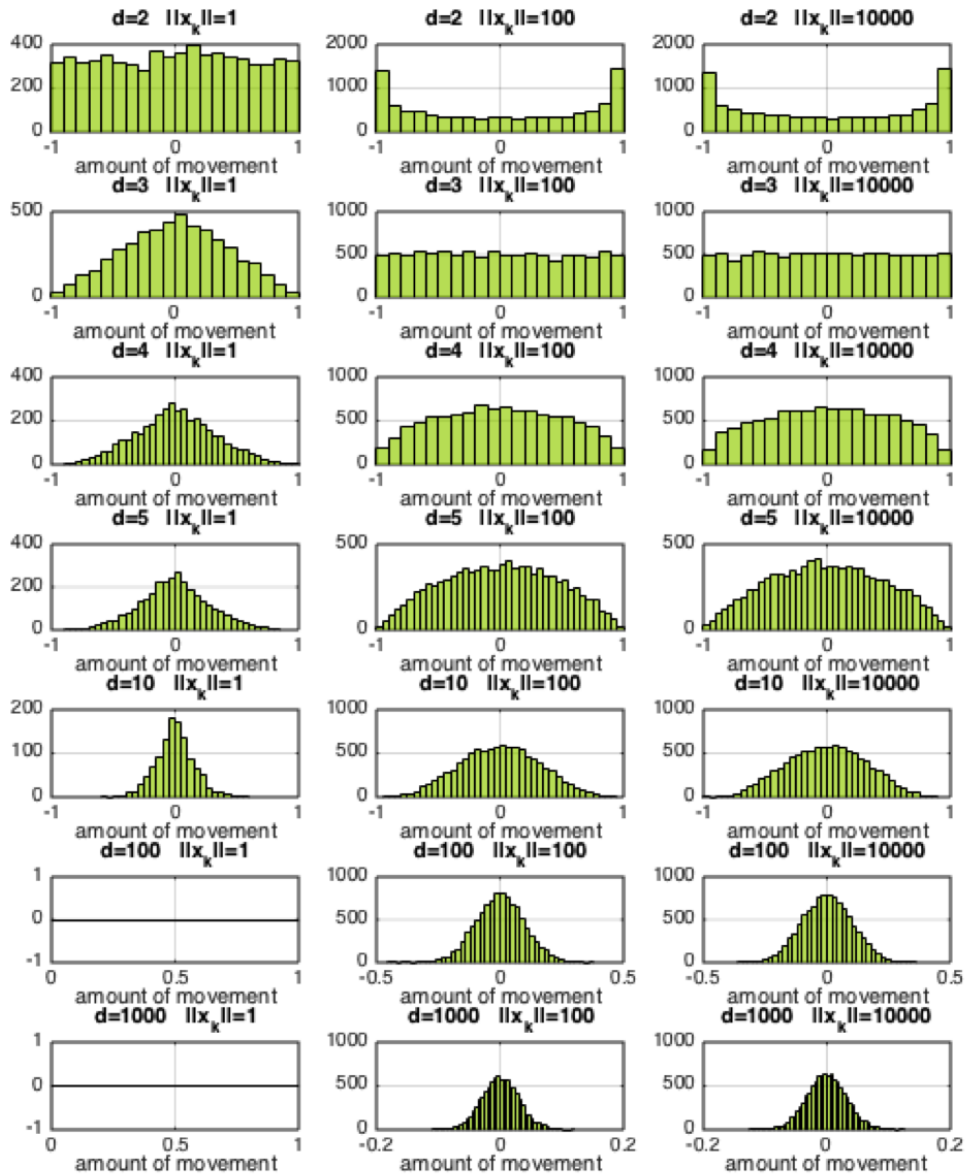 d=2 ||x_k||=1 d=2 ||x_k||=100 d=2 ||x_k||=10000
400 2000 2000
200 1000 1000
0 0 0
-1 0 1 -1 0 1 -1 0 1
amount of movement amount of movement amount of movement
d=3 ||x_k||=1 d=3 ||x_k||=100 d=3 ||x_k||=10000
500 1000 1000
500 500
0 0 0
-1 0 1 -1 0 1 -1 0 1
amount of movement amount of movement amount of movement
d=4 ||x_k||=1 d=4 ||x_k||=100 d=4 ||x_k||=10000
400 1000 1000
200 500 500
0 0 0
-1 0 1 -1 0 1 -1 0 1
amount of movement amount of movement amount of movement
d=5 ||x_k||=1 d=5 ||x_k||=100 d=5 ||x_k||=10000
400 500 500
200
0 0 0
-1 0 1 -1 0 1 -1 0 1
amount of movement amount of movement amount of movement
d=10 ||x_k||=1 d=10 ||x_k||=100 d=10 ||x_k||=10000
200 1000 1000
100 500 500
0 0 0
-1 0 1 -1 0 1 -1 0 1
amount of movement amount of movement amount of movement
d=100 ||x_k||=1 d=100 ||x_k||=100 d=100 ||x_k||=10000
1 1000 1000
0 500 500
-1 0 0
0 0.5 1 -0.5 0 0.5 -0.5 0 0.5
amount of movement amount of movement amount of movement
d=1000 ||x_k||=1 d=1000 ||x_k||=100 d=1000 ||x_k||=10000
1 1000 1000
0 500 500
-1 0 0
0 0.5 1 -0.2 0 0.2 -0.2 0 0.2
amount of movement amount of movement amount of movement